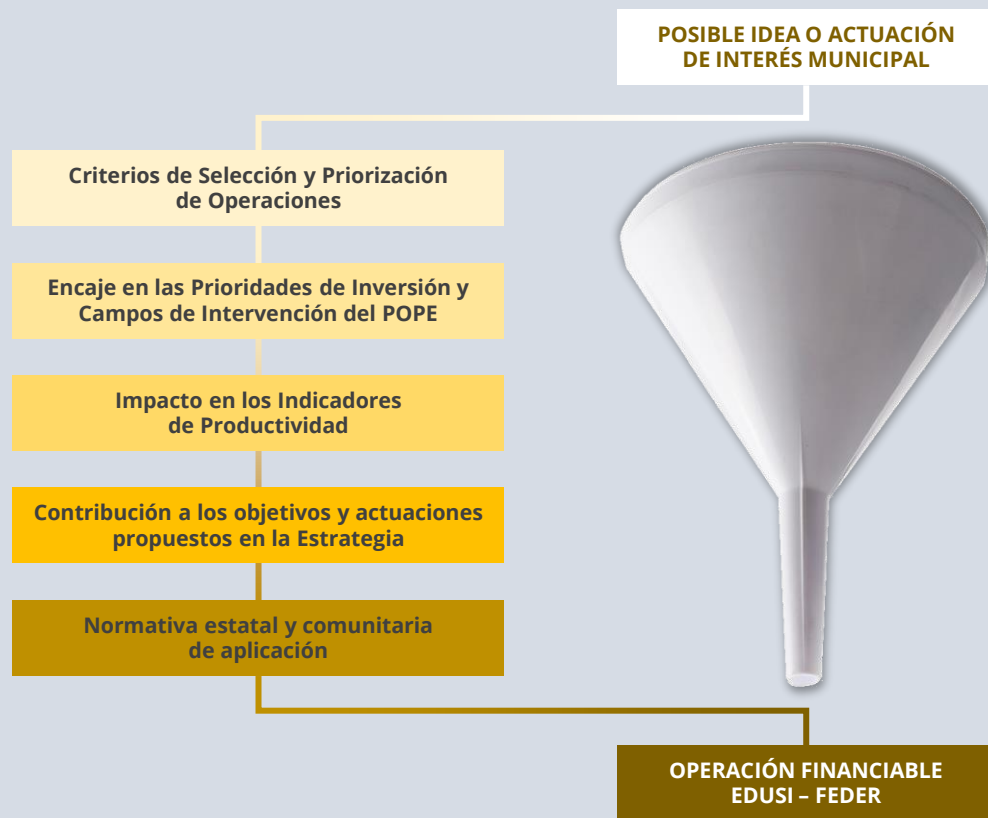 POSIBLE IDEA O ACTUACIÓN
DE INTERÉS MUNICIPAL
Criterios de Selección y Priorización
de Operaciones
Encaje en las Prioridades de Inversión y
Campos de Intervención del POPE
Impacto en los Indicadores
de Productividad
Contribución a los objetivos y actuaciones
propuestos en la Estrategia
Normativa estatal y comunitaria
de aplicación
OPERACIÓN FINANCIABLE
EDUSI – FEDER